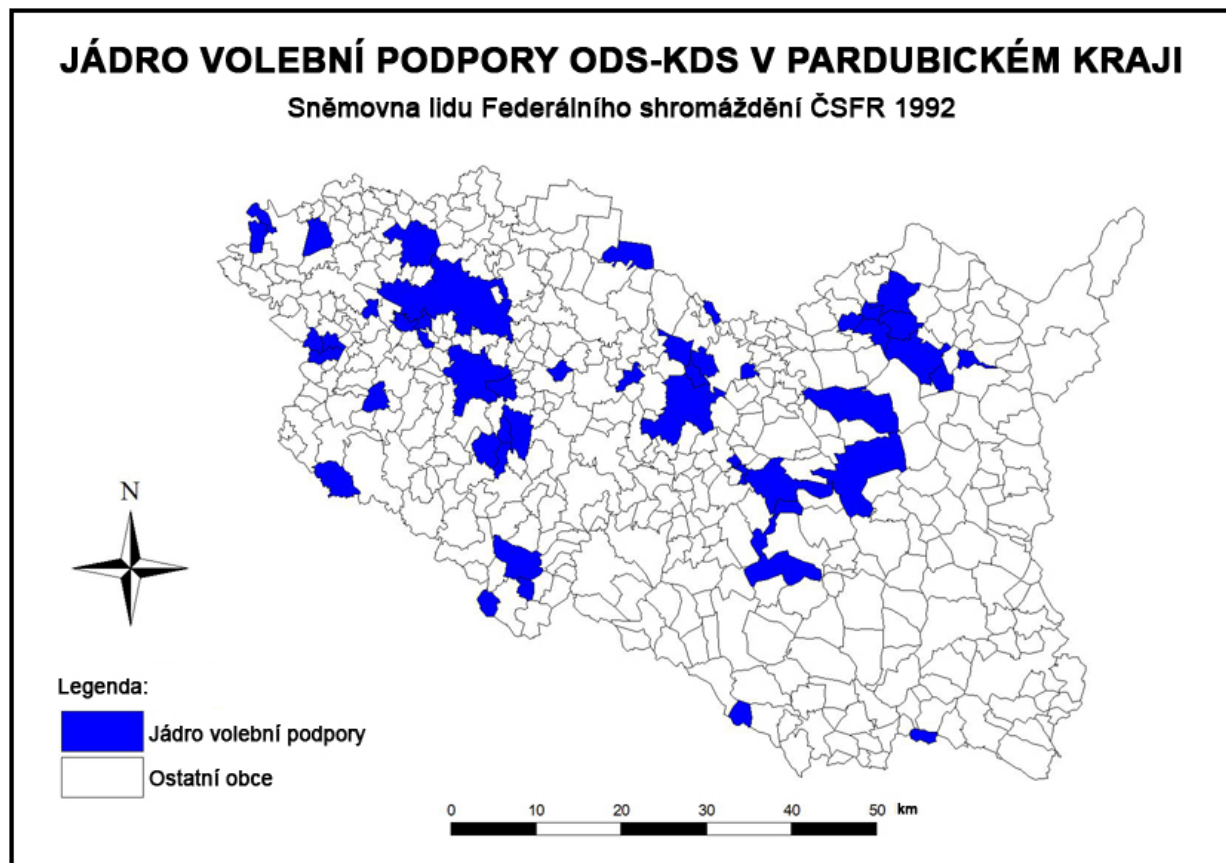 JÁDRO VOLEBNÍ PODPORY ODS-KDS V PARDUBICKÉM KRAJI
Sněmovna lidu Federálního shromáždění ČSFR 1992
N
Legenda:
Jádro volební podpory
Ostatní obce
0 10 20 30 40 50 km